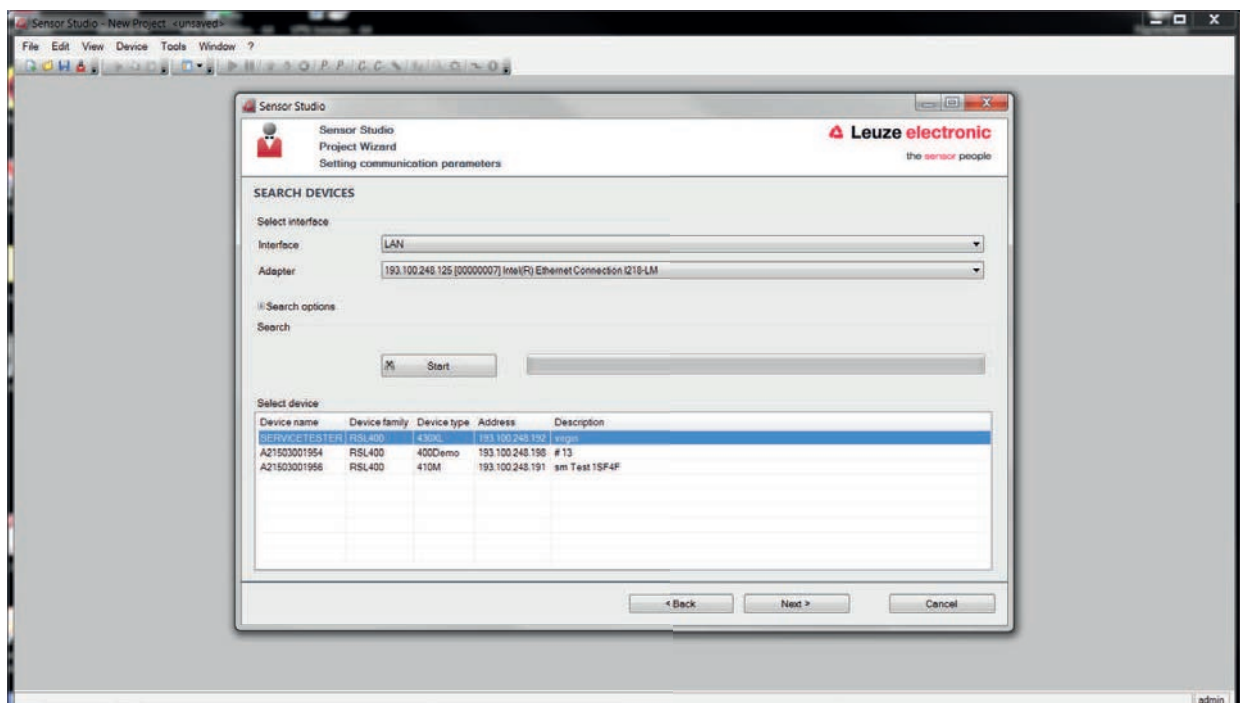 Sensor Studio - New Project <unsaved>
File Edit View Device Tools Window ?
Sensor Studio
Sensor Studio
Project Wizard
Setting communication parameters
Leuze electronic
the sensor people
SEARCH DEVICES
Select interface
Interface LAN
Adapter 193.100.248.125 [00000007] Intel(R) Ethernet Connection I218-LM
Search options
Search
Start
Select device
Device name Device family Device type Address Description
SERVICETESTER RSL400 430XL 193.100.248.192 virgin
A21503001954 RSL400 400Demo 193.100.248.198 # 13
A21503001956 RSL400 410M 193.100.248.191 sm Test 1SF4F
< Back Next > Cancel
admin